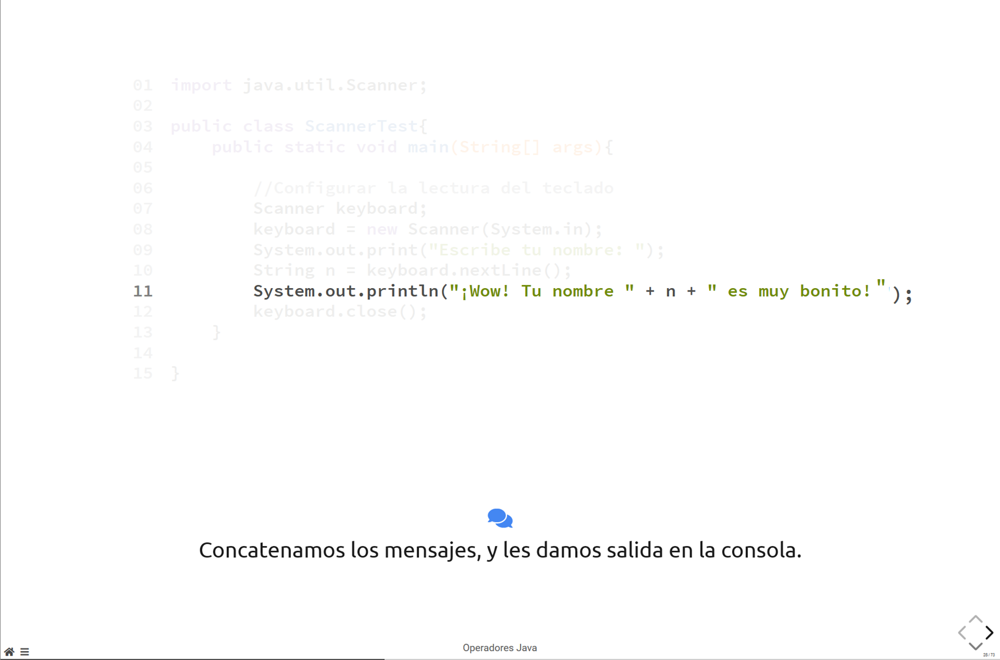 01 import java.util.Scanner;
02
03 public class ScannerTest{
04 public static void main(String[] args){
05
06 //Configurar la lectura del teclado
07 Scanner keyboard;
08 keyboard = new Scanner(System.in);
09 System.out.print("Escribe tu nombre: ");
10 String n = keyboard.nextLine();
11 System.out.println("¡Wow! Tu nombre " + n + " es muy bonito!");
12 keyboard.close();
13 }
14
15 }
Concatenamos los mensajes, y les damos salida en la consola.
Operadores Java
28 / 73